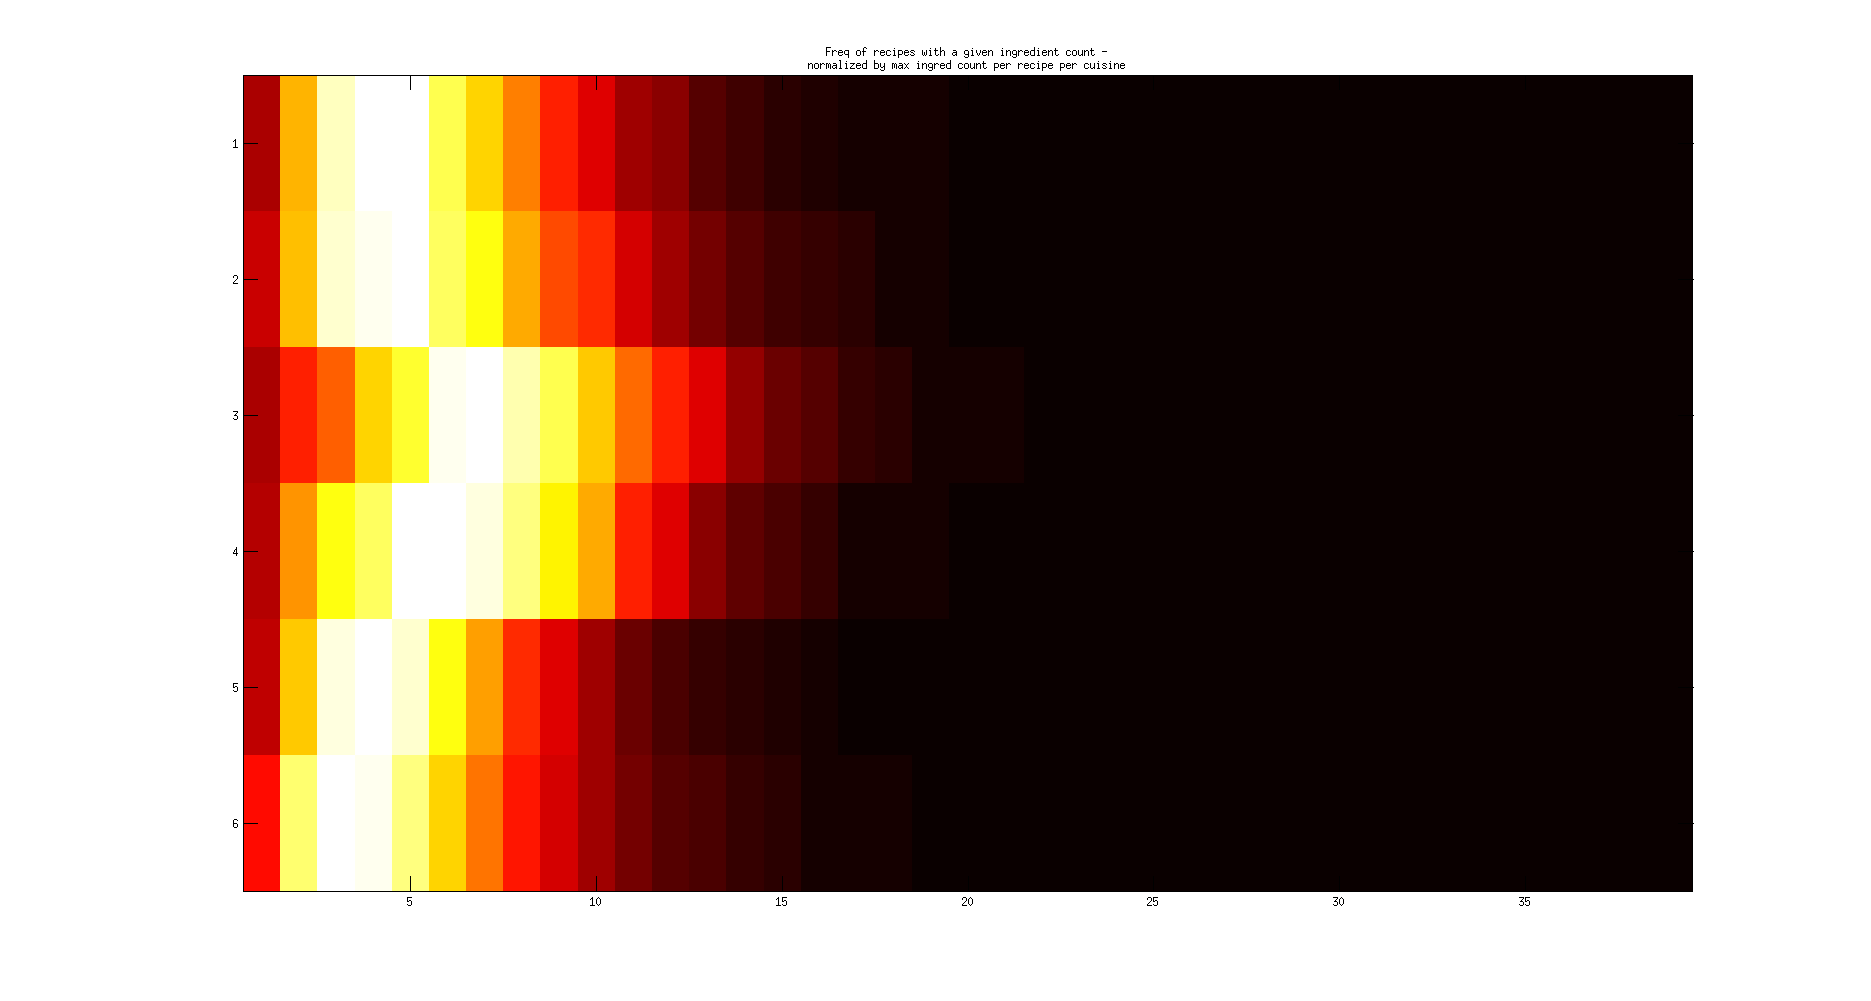 Freq of recipes with a given ingredient count -
normalized by max ingred count per recipe per cuisine
1
2
3
4
5
6
5 10 15 20 25 30 35